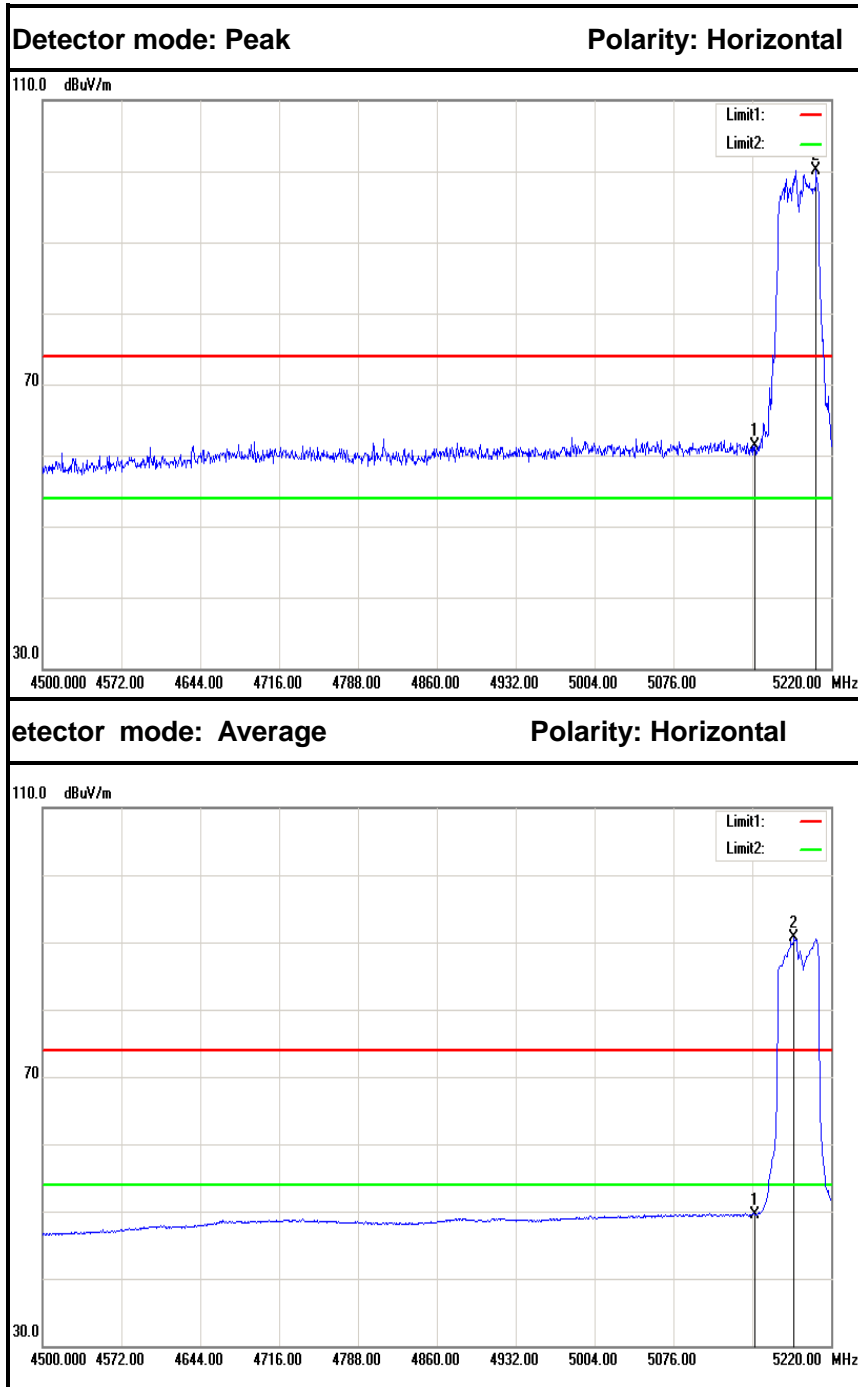 Detector mode: Peak Polarity: Horizontal
110.0 dBuV/m
Limit1:
Limit2:
70
1
30.0
4500.000 4572.00 4644.00 4716.00 4788.00 4860.00 4932.00 5004.00 5076.00 5220.00 MHz
etector mode: Average Polarity: Horizontal
110.0 dBuV/m
Limit1:
Limit2:
2
70
1
30.0
4500.000 4572.00 4644.00 4716.00 4788.00 4860.00 4932.00 5004.00 5076.00 5220.00 MHz